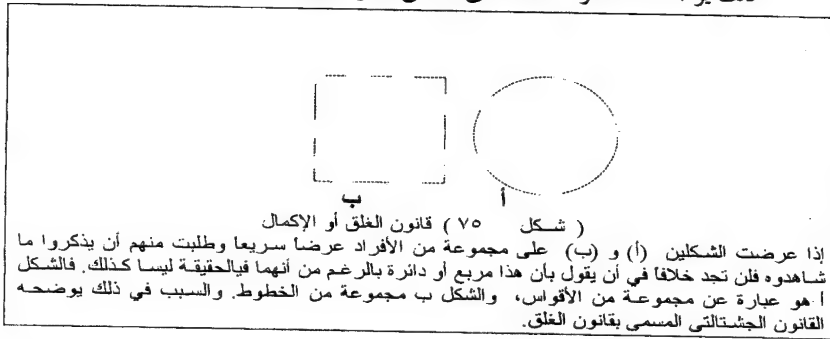 ب
أ
( شكل ٧٥ ) قانون الغلق أو الإكمال
إذا عرضت الشكلين (أ) و (ب) على مجموعة من الأفراد عرضا سريعا وطلبت منهم أن يذكروا ما
شاهدوه فلن تجد خلافا في أن يقول بأن هذا مربع أو دائرة بالرغم من أنهما فيالحقيقة ليسا كذلك. فالشكل
أ هو عبارة عن مجموعة من الأقواس، والشكل ب مجموعة من الخطوط. والسبب في ذلك يوضحه
القانون الجشتالتى المسمى بقانون الغلق.